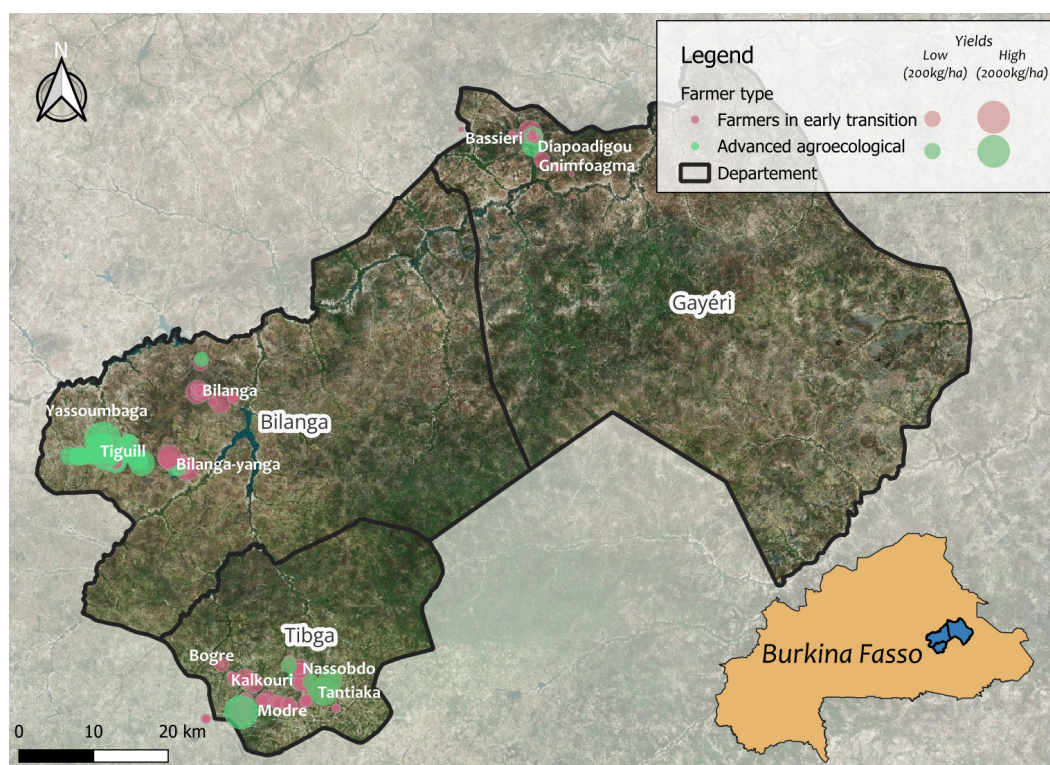 N
Legend
Yields
Low
High
(200kg/ha)
(2000kg/ha)
Farmer type
Farmers in early transition
Advanced agroecological
Departement
Bassieri
Diapoadigou
Gnimfoagma
Gayéri
Bilanga
Yassoumbaga
Bilanga
Tiguill
Bilanga-yanga
Tibga
Bogre
Nassobdo
Kalkouri
Tantiaka
Modre
Burkina Fasso
0 10 20 km